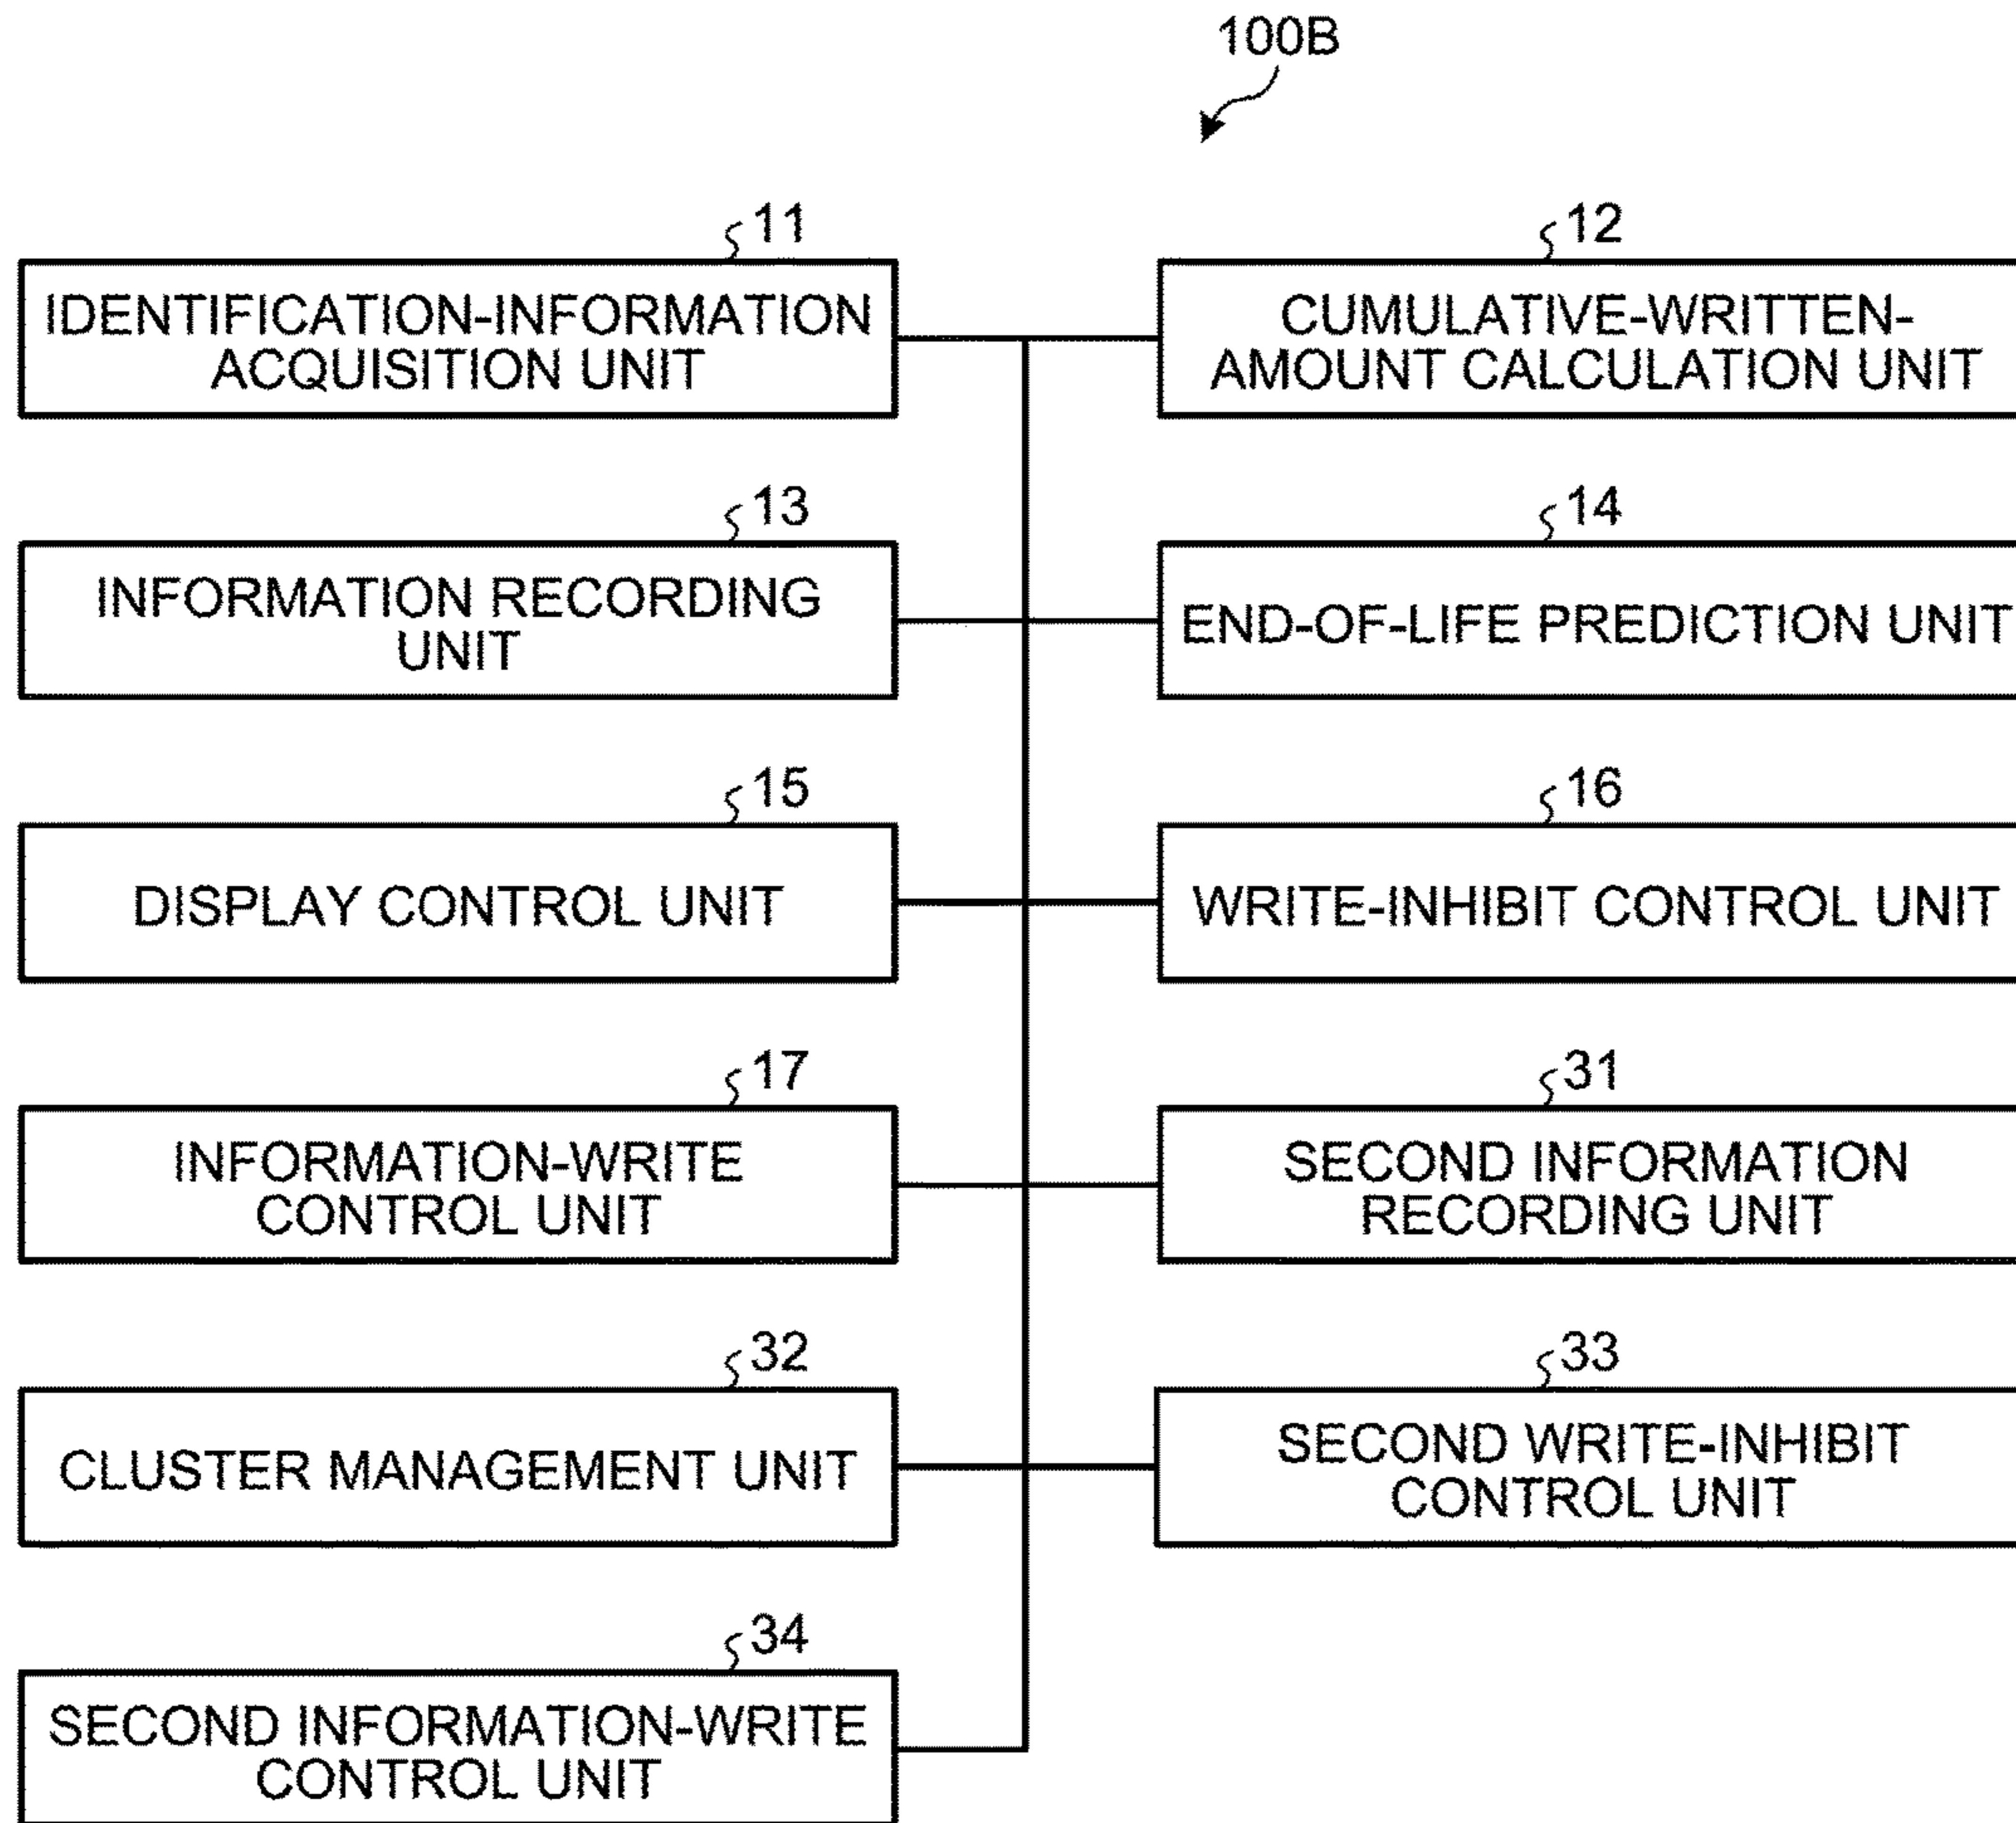 100B
11
IDENTIFICATION-INFORMATION
ACQUISITION UNIT
12
CUMULATIVE-WRITTEN-
AMOUNT CALCULATION UNIT
13
INFORMATION RECORDING
UNIT
14
END-OF-LIFE PREDICTION UNIT
15
DISPLAY CONTROL UNIT
16
WRITE-INHIBIT CONTROL UNIT
17
INFORMATION-WRITE
CONTROL UNIT
31
SECOND INFORMATION
RECORDING UNIT
32
CLUSTER MANAGEMENT UNIT
33
SECOND WRITE-INHIBIT
CONTROL UNIT
34
SECOND INFORMATION-WRITE
CONTROL UNIT